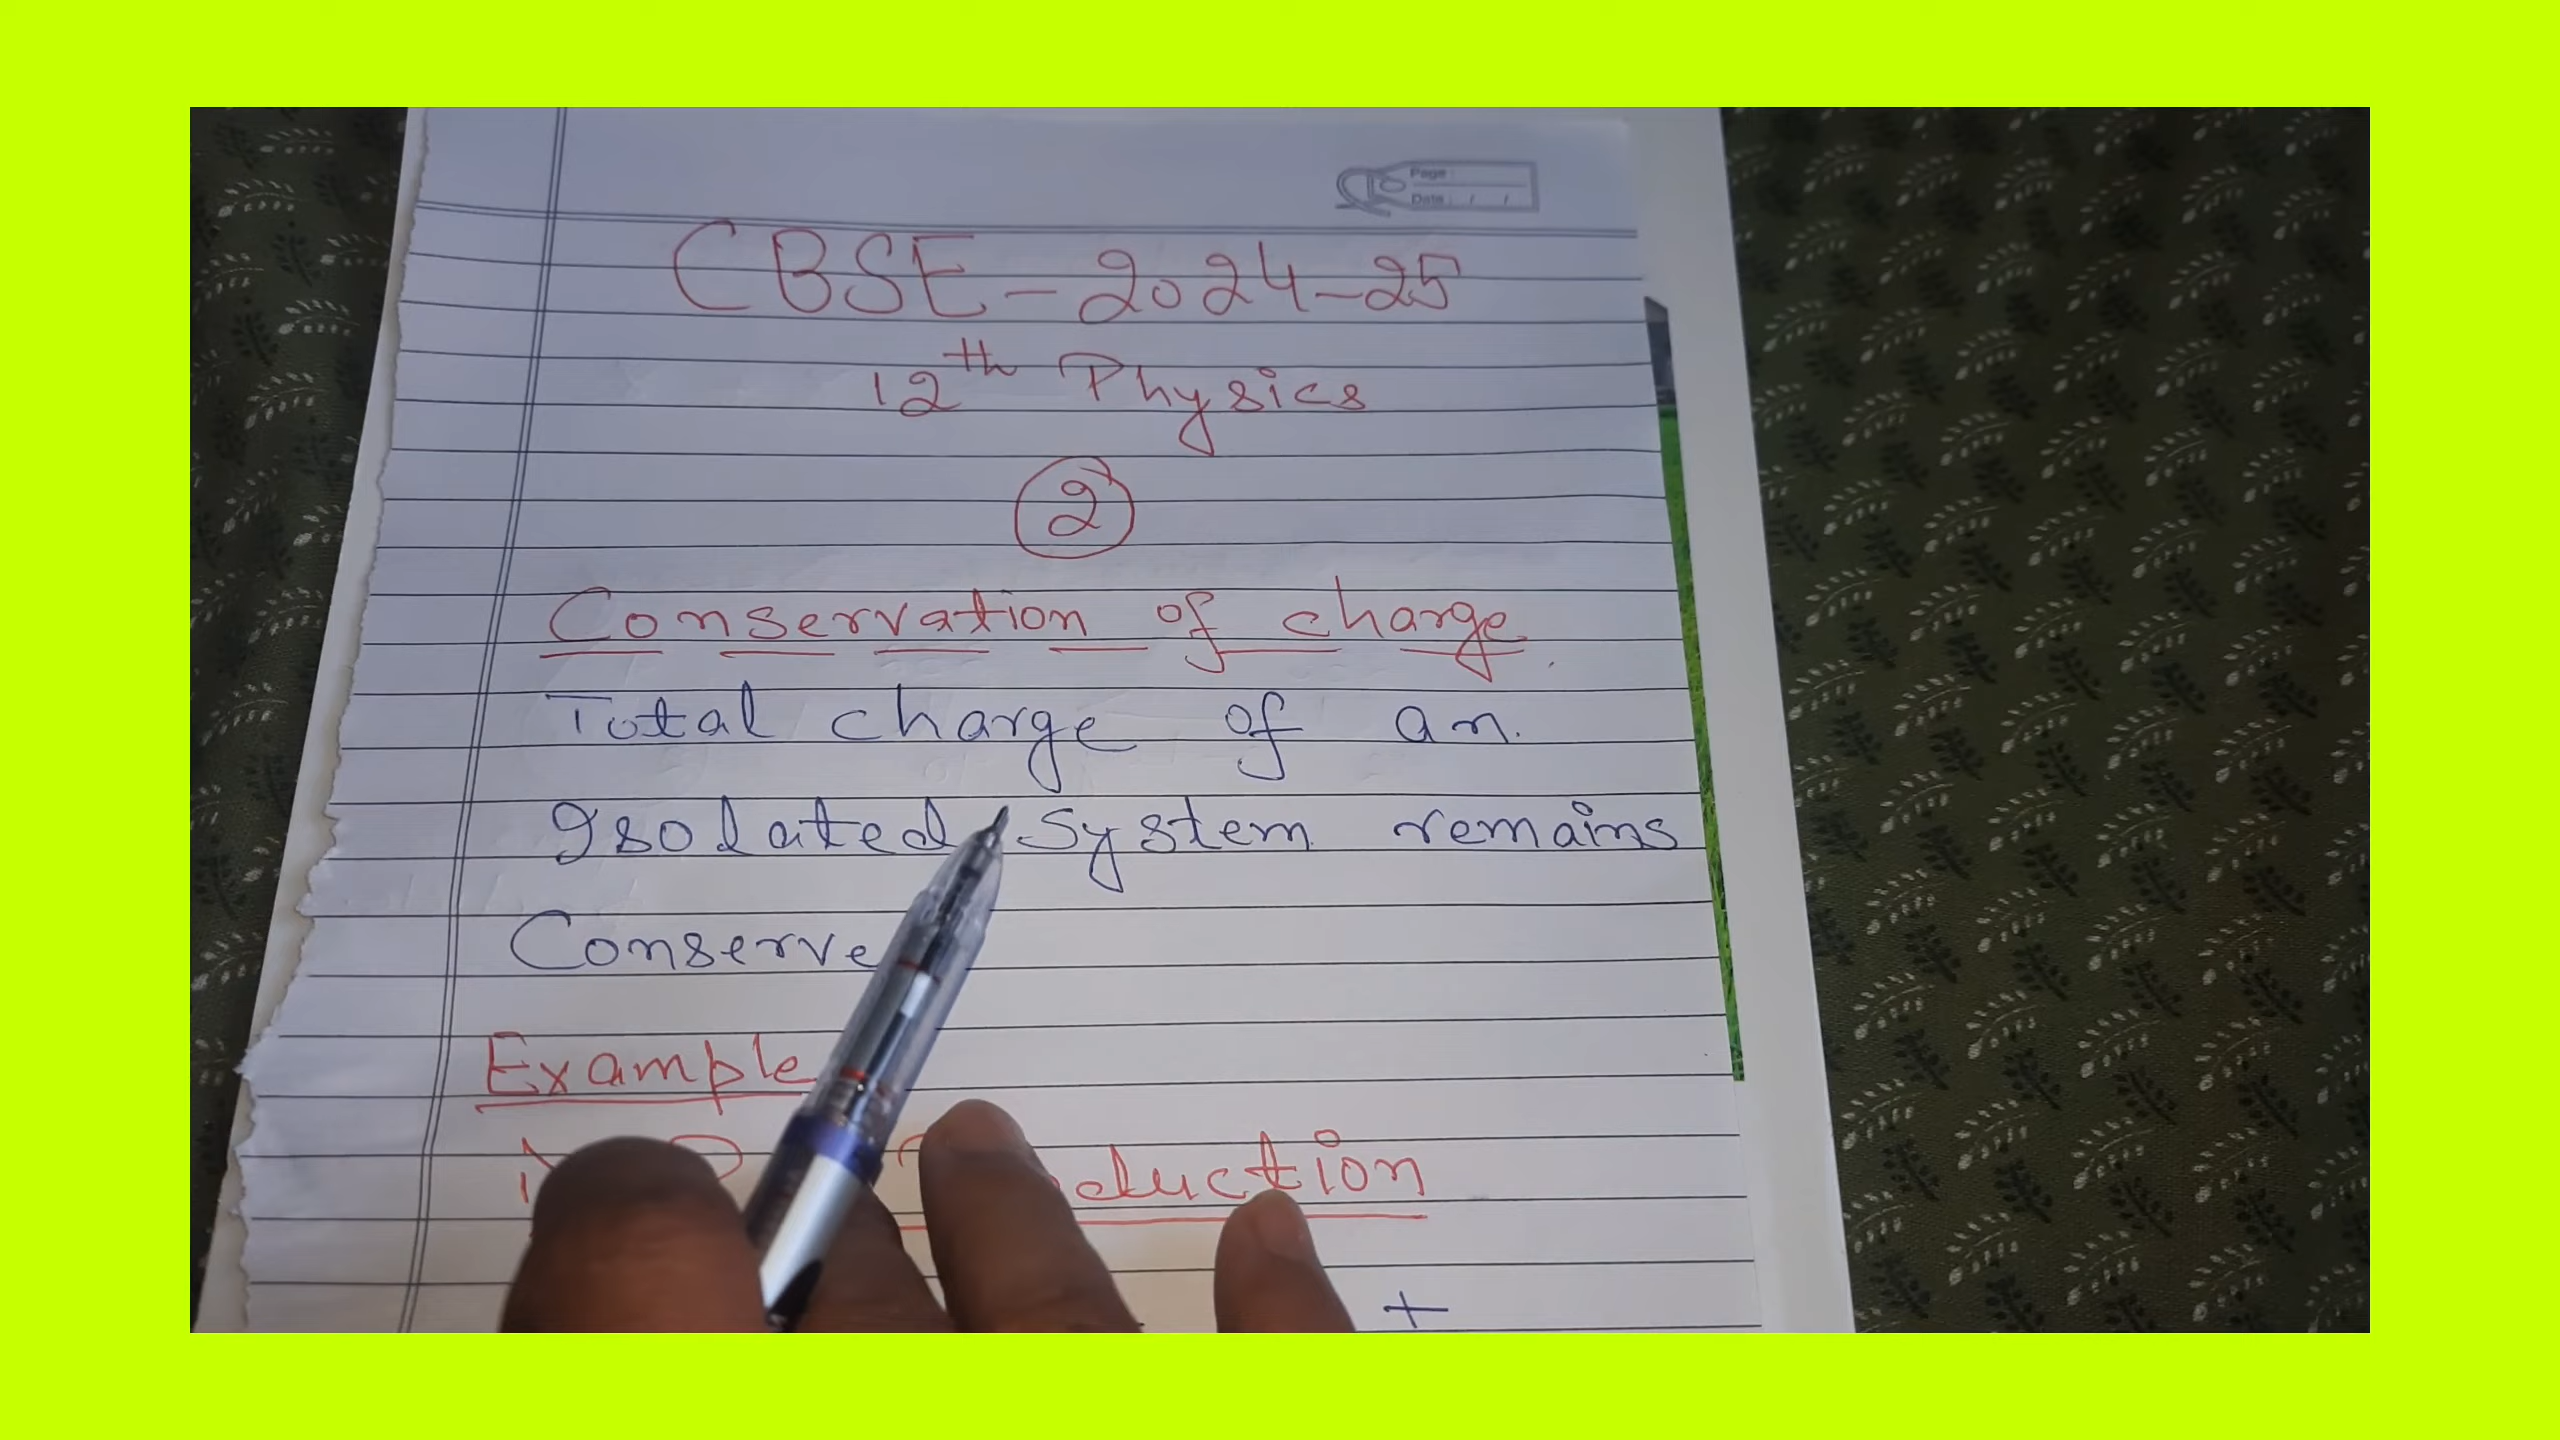 Page :
Date : / /
CBSE - 2024-25
12th Physics
2
Conservation of charge
Total charge of an
Isolated system remains
Conserve
Example
+